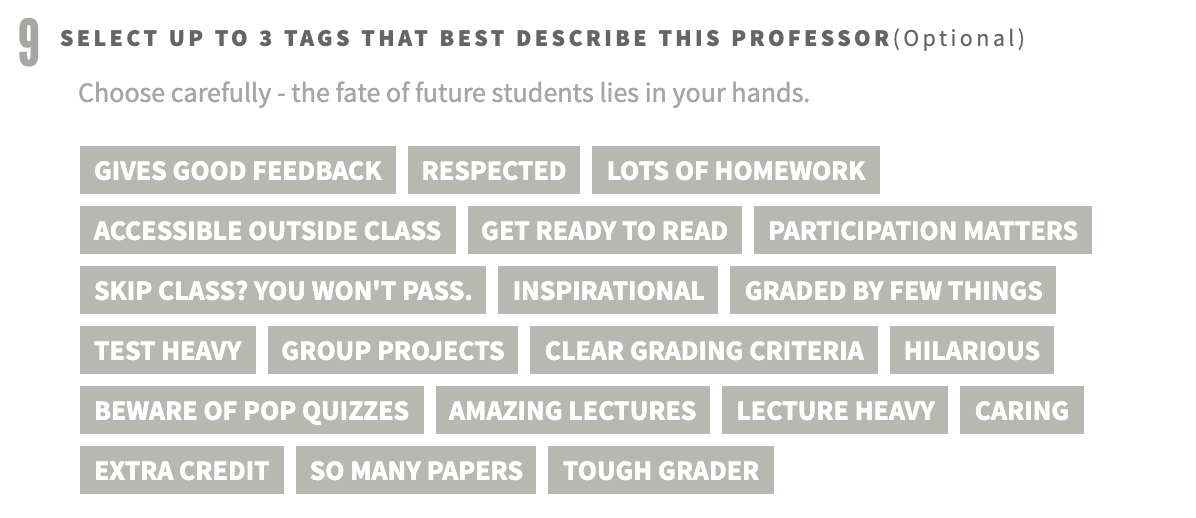 9 SELECT UP TO 3 TAGS THAT BEST DESCRIBE THIS PROFESSOR(Optional)
Choose carefully - the fate of future students lies in your hands.
GIVES GOOD FEEDBACK RESPECTED LOTS OF HOMEWORK
ACCESSIBLE OUTSIDE CLASS GET READY TO READ PARTICIPATION MATTERS
SKIP CLASS? YOU WON'T PASS. INSPIRATIONAL GRADED BY FEW THINGS
TEST HEAVY GROUP PROJECTS CLEAR GRADING CRITERIA HILARIOUS
BEWARE OF POP QUIZZES AMAZING LECTURES LECTURE HEAVY CARING
EXTRA CREDIT SO MANY PAPERS TOUGH GRADER